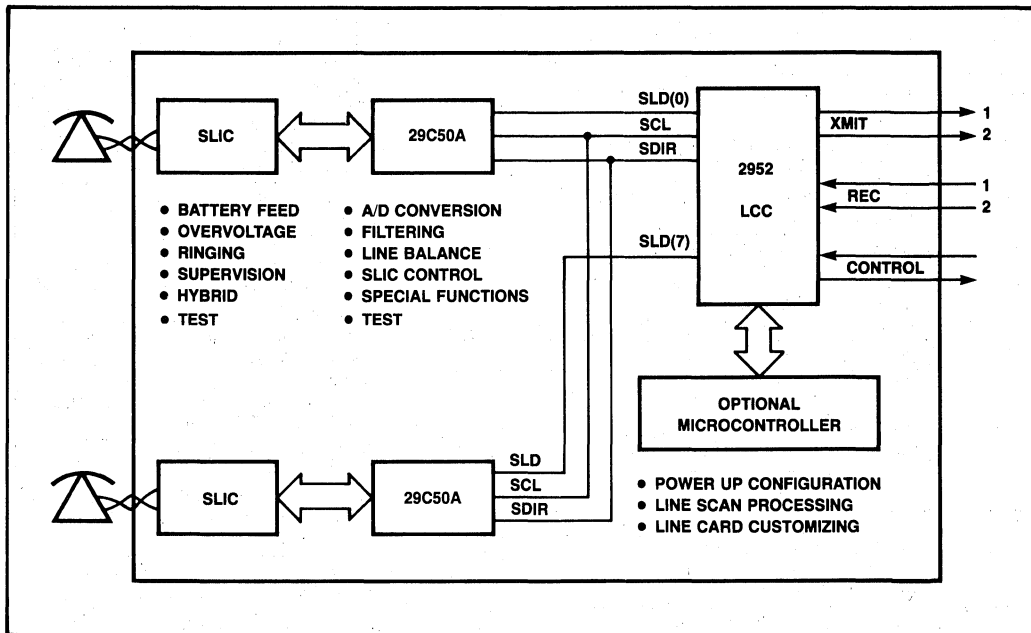 SLIC
29C50A
SLD(0)
SCL
SDIR
2952
LCC
XMIT
1
2
REC
1
2
CONTROL
SLD(7)
• BATTERY FEED
• OVERVOLTAGE
• RINGING
• SUPERVISION
• HYBRID
• TEST
• A/D CONVERSION
• FILTERING
• LINE BALANCE
• SLIC CONTROL
• SPECIAL FUNCTIONS
• TEST
OPTIONAL
MICROCONTROLLER
SLIC
29C50A
SLD
SCL
SDIR
• POWER UP CONFIGURATION
• LINE SCAN PROCESSING
• LINE CARD CUSTOMIZING